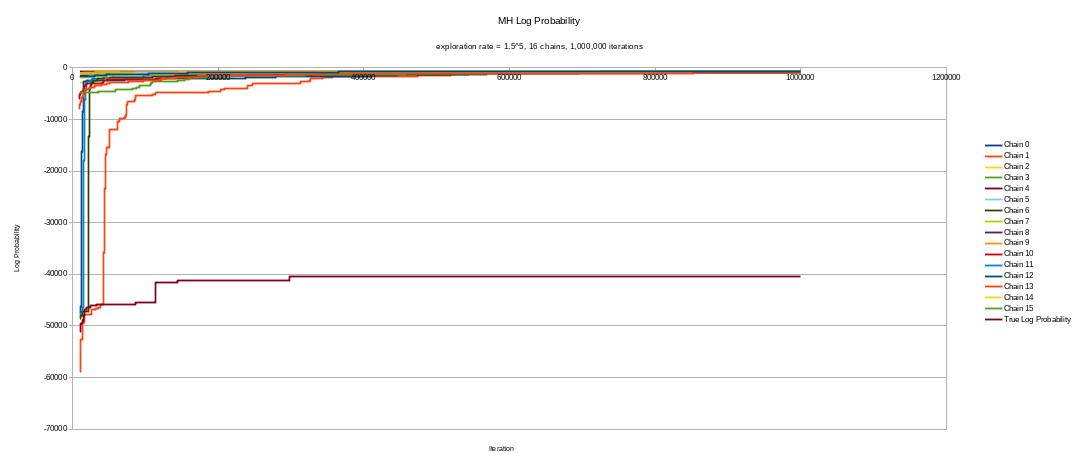 MH Log Probability
exploration rate = 1.5^5, 16 chains, 1,000,000 iterations
0
0 200000 400000 600000 800000 1000000 1200000
-10000
-20000
-30000
-40000
-50000
-60000
-70000
Log Probability
Iteration
Chain 0
Chain 1
Chain 2
Chain 3
Chain 4
Chain 5
Chain 6
Chain 7
Chain 8
Chain 9
Chain 10
Chain 11
Chain 12
Chain 13
Chain 14
Chain 15
True Log Probability